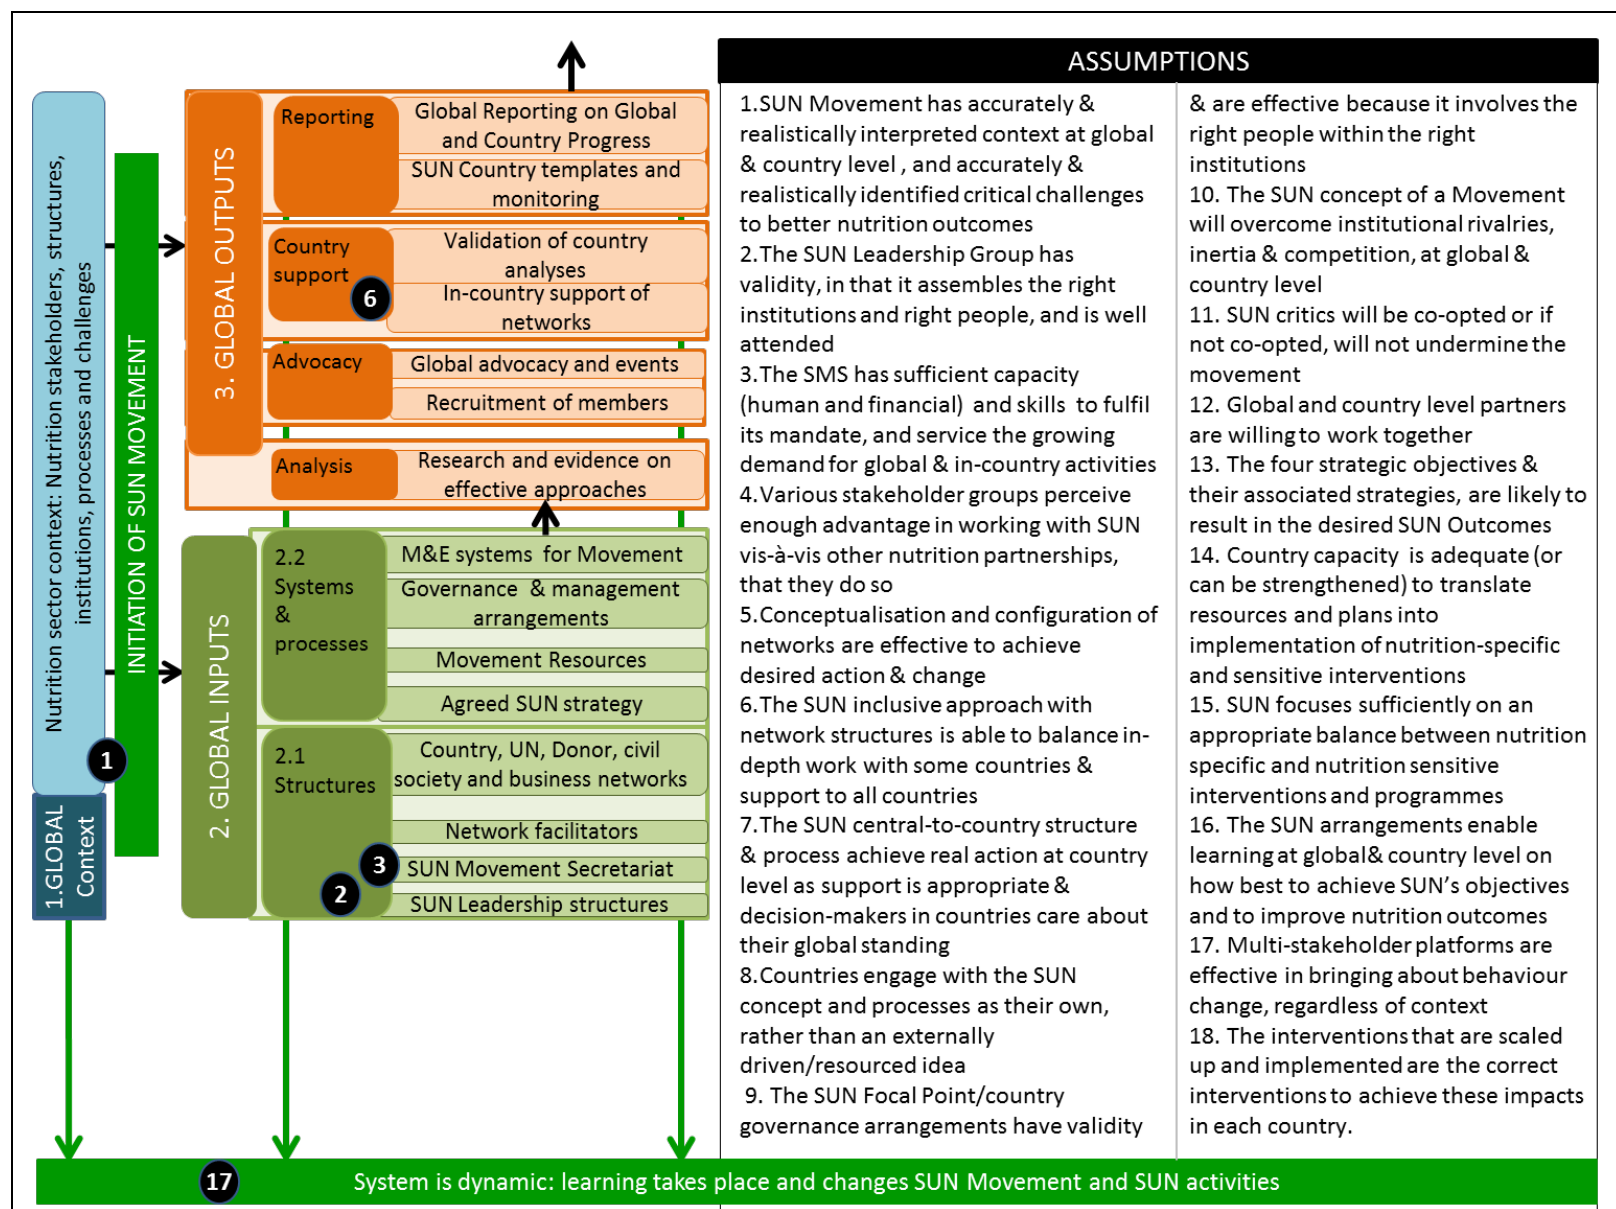 Nutrition sector context: Nutrition stakeholders, structures,
institutions, processes and challenges
1
1.GLOBAL
Context
INITIATION OF SUN MOVEMENT
3. GLOBAL OUTPUTS
Reporting
Global Reporting on Global
and Country Progress
SUN Country templates and
monitoring
Country
support
6
Validation of country
analyses
In-country support of
networks
Advocacy
Global advocacy and events
Recruitment of members
Analysis
Research and evidence on
effective approaches
2. GLOBAL INPUTS
2.2
Systems
&
processes
M&E systems for Movement
Governance & management
arrangements
Movement Resources
Agreed SUN strategy
2.1
Structures
Country, UN, Donor, civil
society and business networks
Network facilitators
3
SUN Movement Secretariat
2
SUN Leadership structures
ASSUMPTIONS
1.SUN Movement has accurately &
realistically interpreted context at global
& country level , and accurately &
realistically identified critical challenges
to better nutrition outcomes
2.The SUN Leadership Group has
validity, in that it assembles the right
institutions and right people, and is well
attended
3.The SMS has sufficient capacity
(human and financial) and skills to fulfil
its mandate, and service the growing
demand for global & in-country activities
4.Various stakeholder groups perceive
enough advantage in working with SUN
vis-à-vis other nutrition partnerships,
that they do so
5.Conceptualisation and configuration of
networks are effective to achieve
desired action & change
6.The SUN inclusive approach with
network structures is able to balance in-
depth work with some countries &
support to all countries
7.The SUN central-to-country structure
& process achieve real action at country
level as support is appropriate &
decision-makers in countries care about
their global standing
8.Countries engage with the SUN
concept and processes as their own,
rather than an externally
driven/resourced idea
9. The SUN Focal Point/country
governance arrangements have validity
& are effective because it involves the
right people within the right
institutions
10. The SUN concept of a Movement
will overcome institutional rivalries,
inertia & competition, at global &
country level
11. SUN critics will be co-opted or if
not co-opted, will not undermine the
movement
12. Global and country level partners
are willing to work together
13. The four strategic objectives &
their associated strategies, are likely to
result in the desired SUN Outcomes
14. Country capacity is adequate (or
can be strengthened) to translate
resources and plans into
implementation of nutrition-specific
and sensitive interventions
15. SUN focuses sufficiently on an
appropriate balance between nutrition
specific and nutrition sensitive
interventions and programmes
16. The SUN arrangements enable
learning at global& country level on
how best to achieve SUN's objectives
and to improve nutrition outcomes
17. Multi-stakeholder platforms are
effective in bringing about behaviour
change, regardless of context
18. The interventions that are scaled
up and implemented are the correct
interventions to achieve these impacts
in each country.
17
System is dynamic: learning takes place and changes SUN Movement and SUN activities